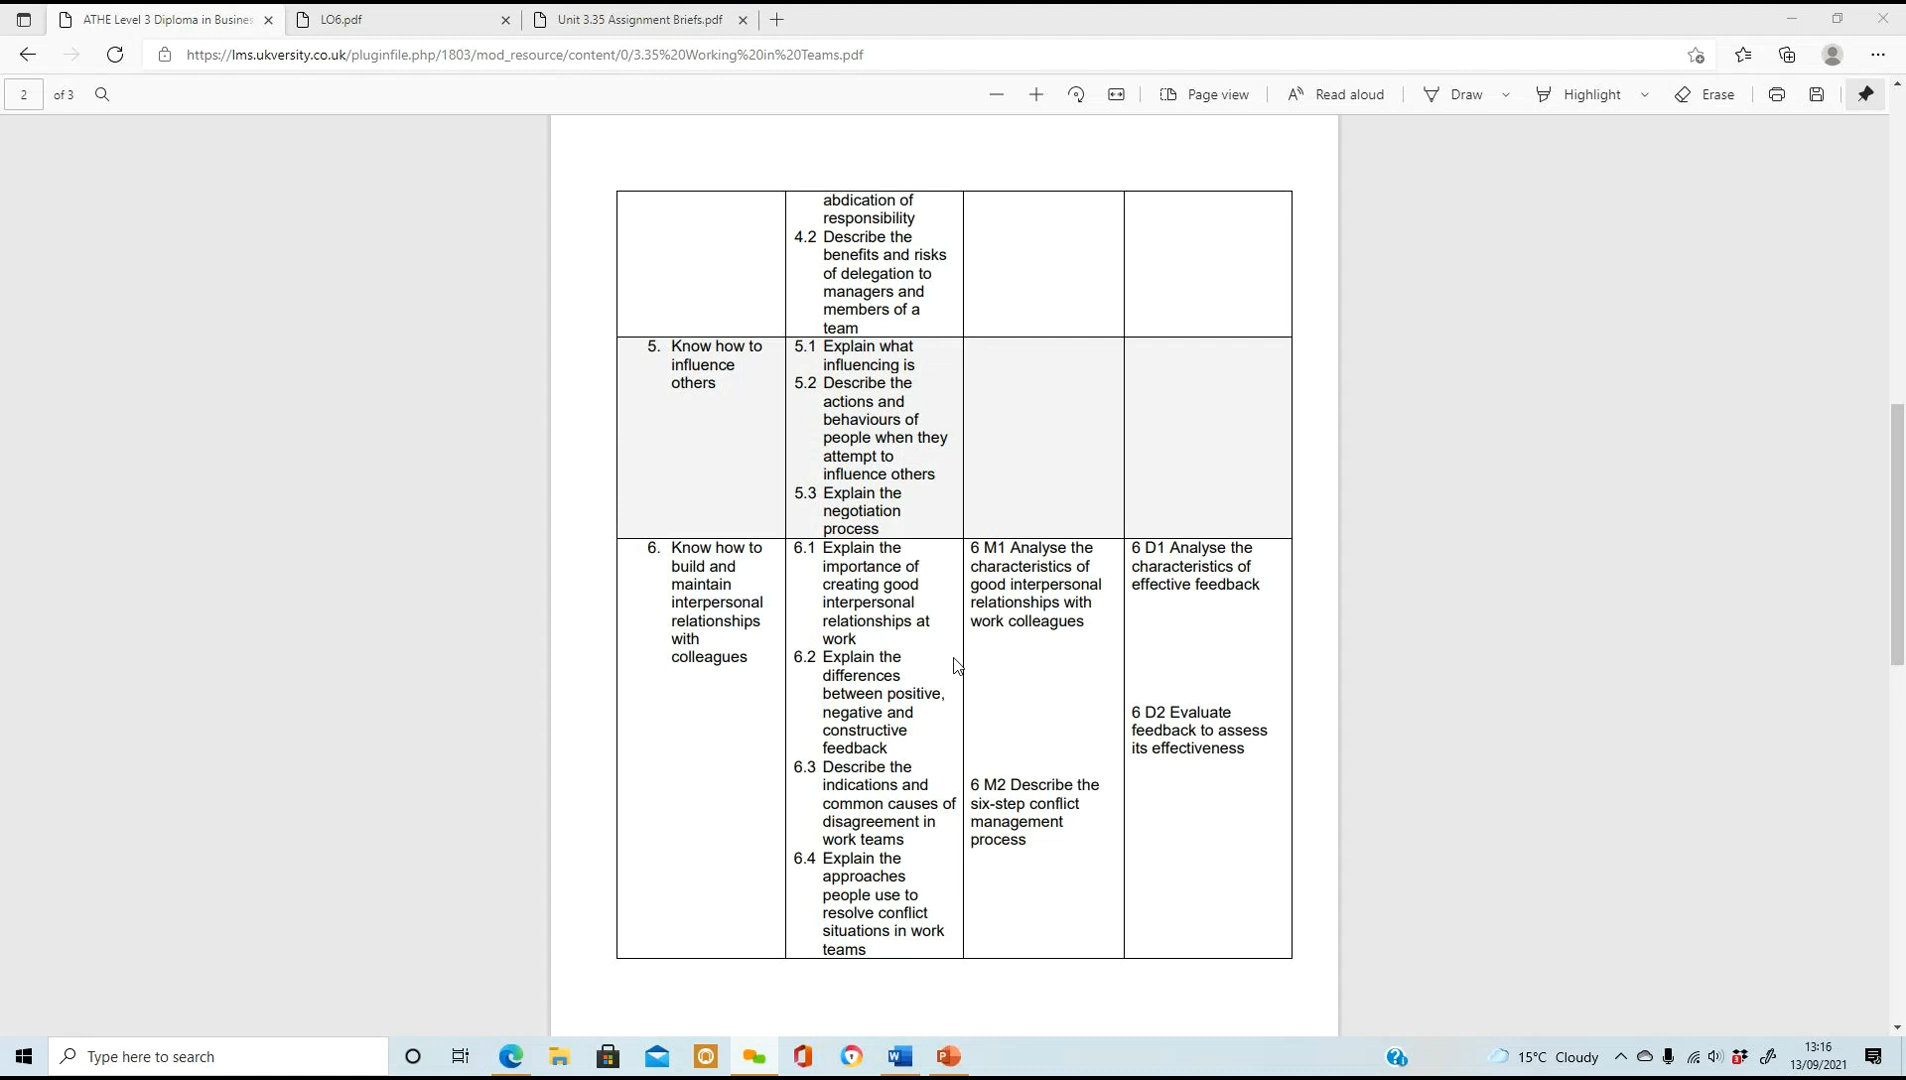 ATHE Level 3 Diploma in Busines
LO6.pdf
Unit 3.35 Assignment Briefs.pdf
https://lms.ukversity.co.uk/pluginfile.php/1803/mod_resource/content/0/3.35%20Working%20in%20Teams.pdf
2 of 3
Page view
Read aloud
Draw
Highlight
Erase
abdication of
responsibility
4.2 Describe the
benefits and risks
of delegation to
managers and
members of a
team
5. Know how to
influence
others
5.1 Explain what
influencing is
5.2 Describe the
actions and
behaviours of
people when they
attempt to
influence others
5.3 Explain the
negotiation
process
6. Know how to
build and
maintain
interpersonal
relationships
with
colleagues
6.1 Explain the
importance of
creating good
interpersonal
relationships at
work
6.2 Explain the
differences
between positive,
negative and
constructive
feedback
6.3 Describe the
indications and
common causes of
disagreement in
work teams
6.4 Explain the
approaches
people use to
resolve conflict
situations in work
teams
6 M1 Analyse the
characteristics of
good interpersonal
relationships with
work colleagues
6 M2 Describe the
six-step conflict
management
process
6 D1 Analyse the
characteristics of
effective feedback
6 D2 Evaluate
feedback to assess
its effectiveness
Type here to search
15°C Cloudy
13:16
13/09/2021